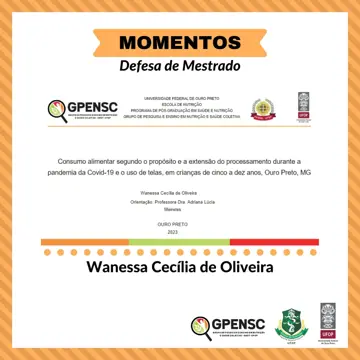 MOMENTOS
Defesa de Mestrado
UNIVERSIDADE FEDERAL DE OURO PRETO
ESCOLA DE NUTRIÇÃO
PROGRAMA DE PÓS-GRADUAÇÃO EM SAÚDE E NUTRIÇÃO
GRUPO DE PESQUISA E ENSINO EM NUTRIÇÃO E SAÚDE COLETIVA
GPENSC
UFOP
Consumo alimentar segundo o propósito e a extensão do processamento durante a
pandemia da Covid-19 e o uso de telas, em crianças de cinco a dez anos, Ouro Preto, MG
Wanessa Cecília de Oliveira
Orientação: Professora Dra. Adriana Lúcia
Meireles
OURO PRETO
2023
Wanessa Cecília de Oliveira
GPENSC
UFOP